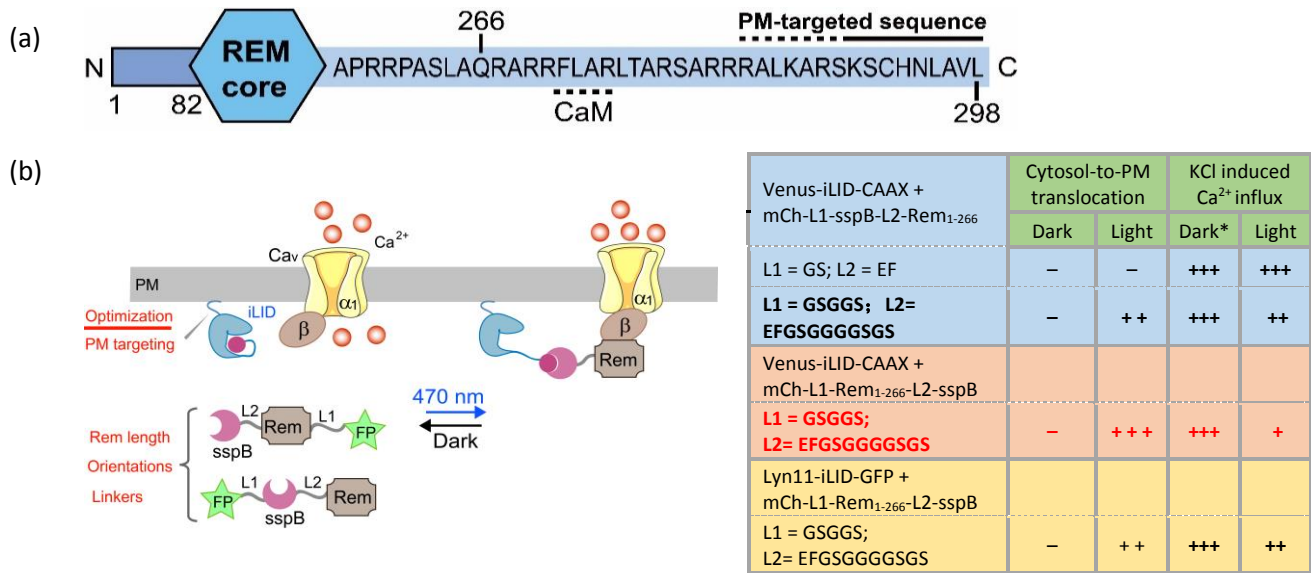 (a)
266
PM-targeted sequence
N
REM
core
APRRPASLAQRARRFLARLTARSARRRALKARSKSCHNLAVL
C
1
82
CaM
298
(b)
Cav
Ca2+
PM
α1
α1
Optimization
PM targeting
iLID
β
β
Rem
470 nm
Dark
Rem length
Orientations
Linkers
L2
Rem
L1
FP
sspB
FP
L1
L2
Rem
sspB
Venus-iLID-CAAX +
mCh-L1-sspB-L2-Rem1-266
Cytosol-to-PM
translocation
KCl induced
Ca2+ influx
Dark
Light
Dark*
Light
L1 = GS; L2 = EF
–
–
+++
+++
L1 = GSGGS; L2=
EFGSGGGGSGS
–
++
+++
++
Venus-iLID-CAAX +
mCh-L1-Rem1-266-L2-sspB
L1 = GSGGS;
L2= EFGSGGGGSGS
–
+++
+++
+
Lyn11-iLID-GFP +
mCh-L1-Rem1-266-L2-sspB
L1 = GSGGS;
L2= EFGSGGGGSGS
–
++
+++
++